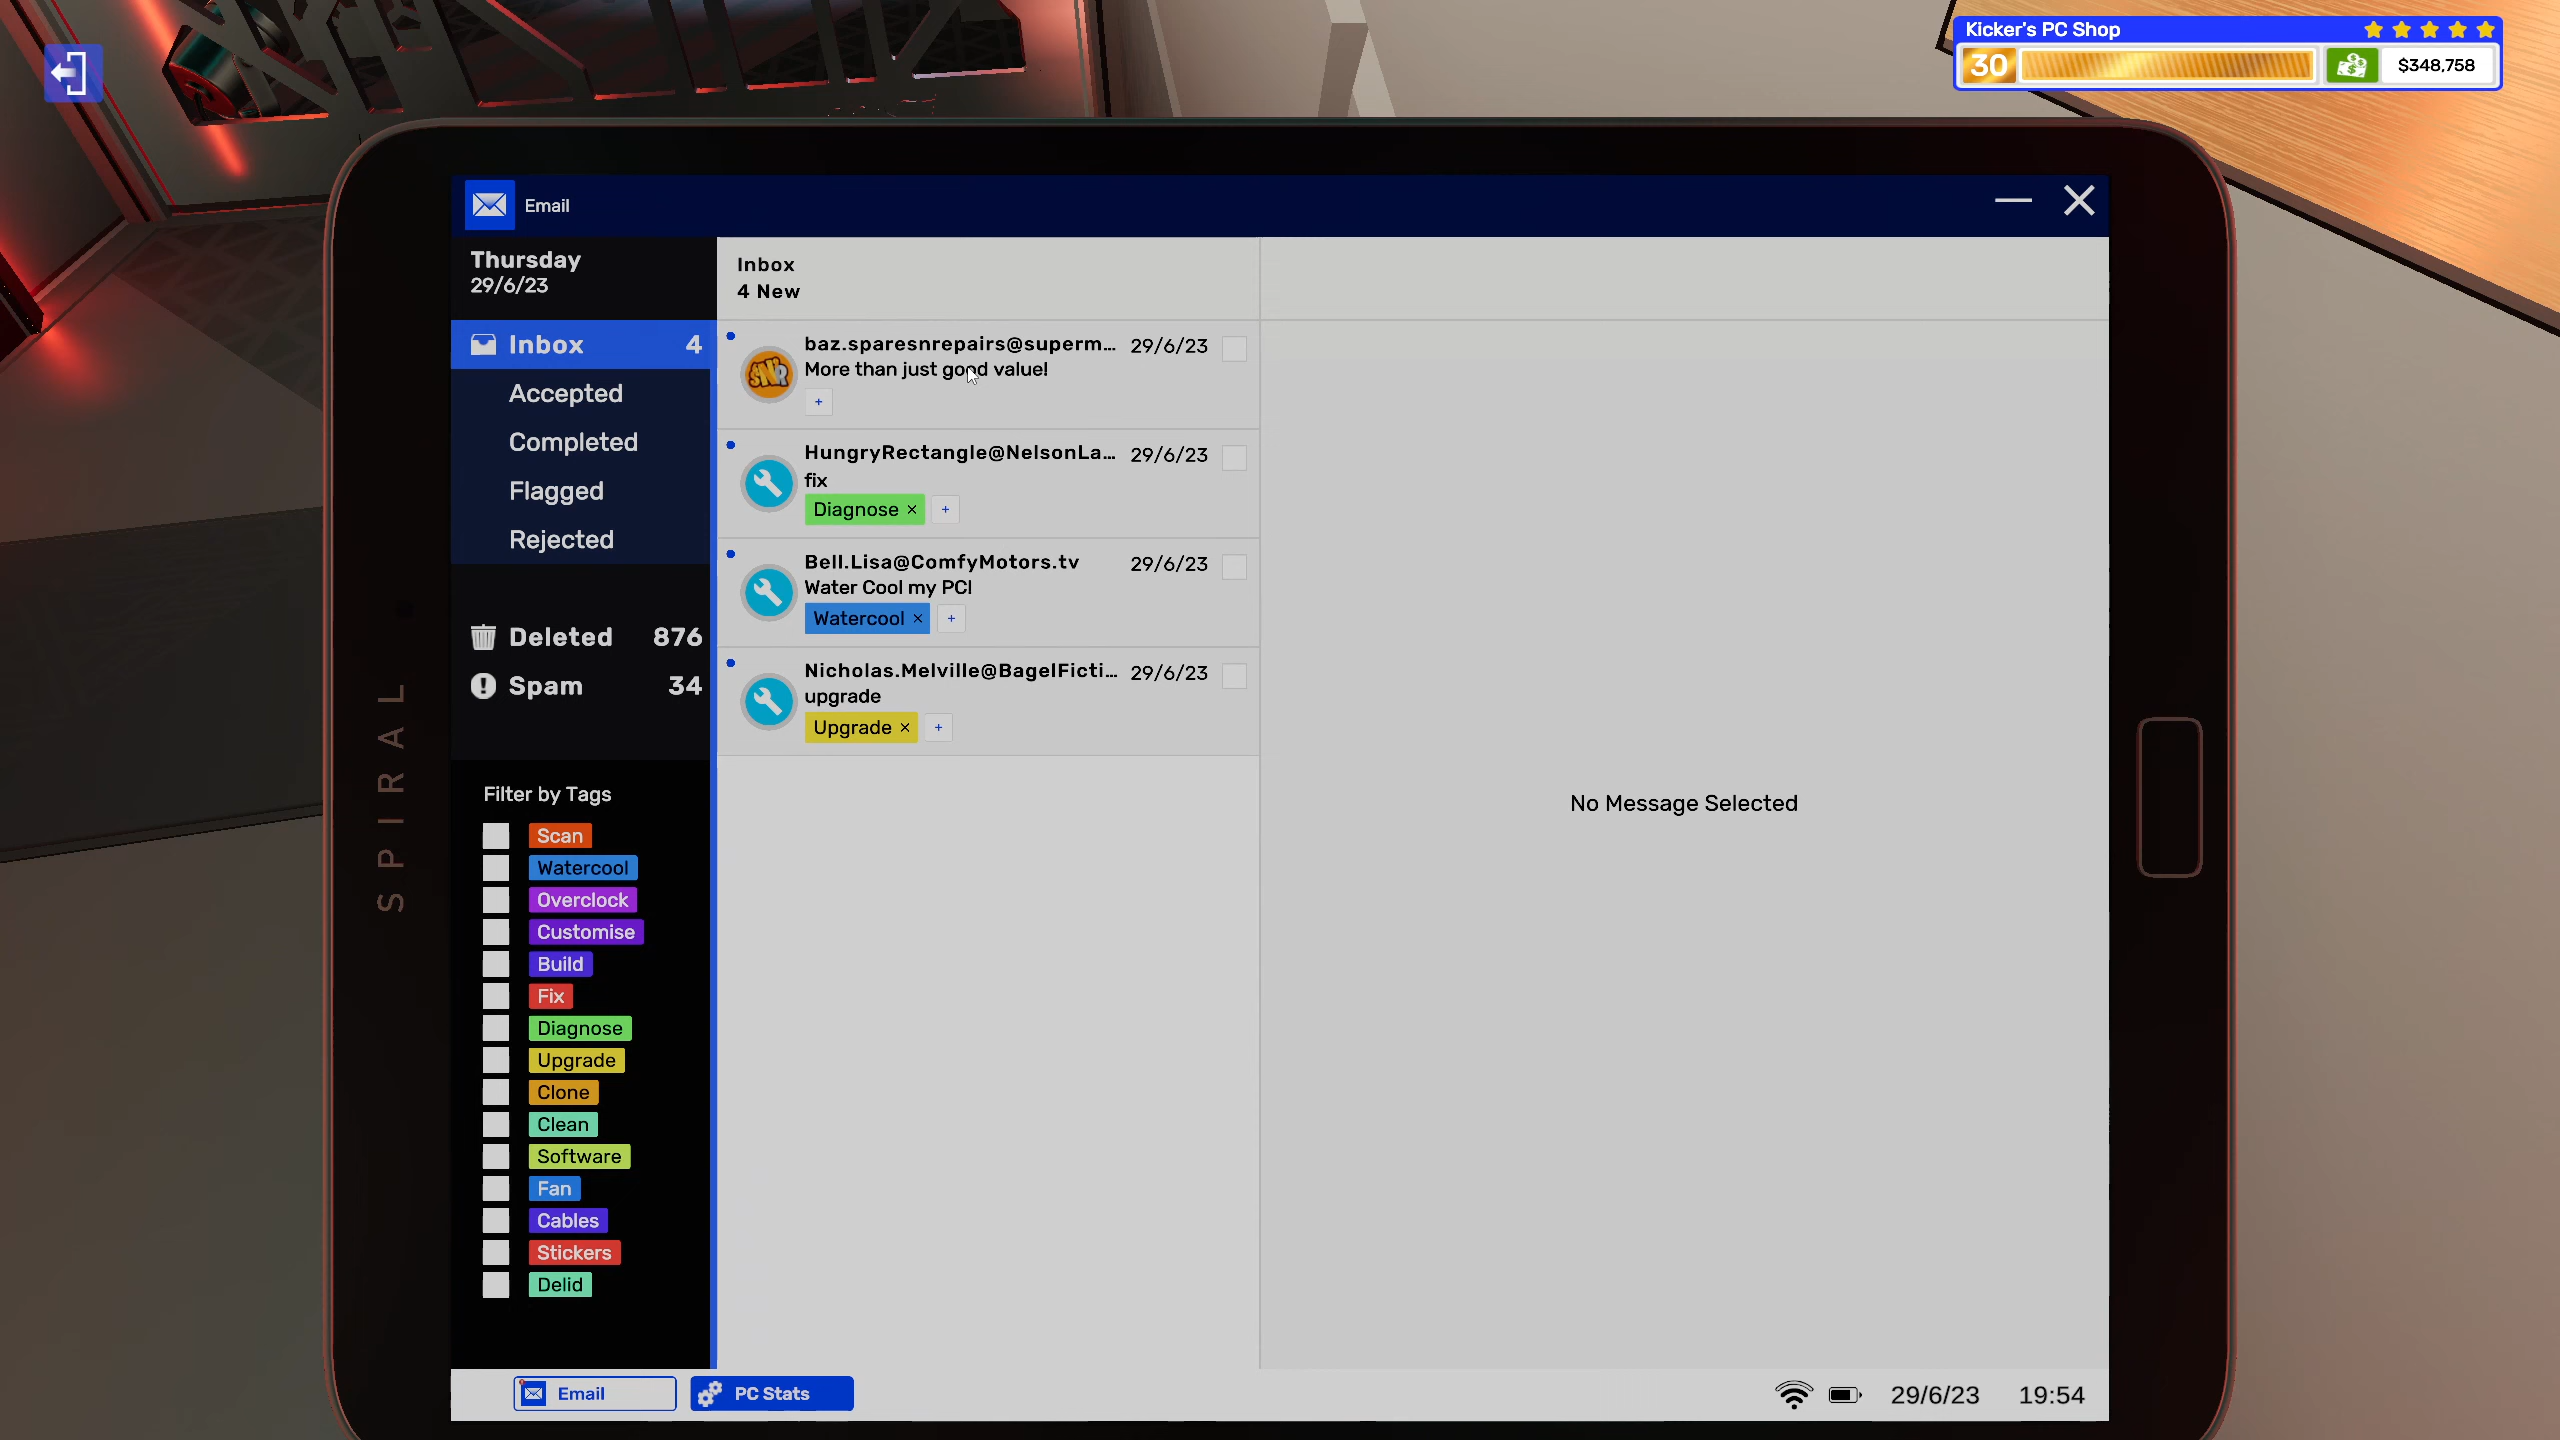 Kicker's PC Shop
30
$348,758
Email
Thursday
29/6/23
Inbox 4
Accepted
Completed
Flagged
Rejected
Deleted 876
Spam 34
Filter by Tags
Scan
Watercool
Overclock
Customise
Build
Fix
Diagnose
Upgrade
Clone
Clean
Software
Fan
Cables
Stickers
Delid
Inbox
4 New
baz.sparesnrepairs@superm... 29/6/23
SNR
More than just good value!
+
HungryRectangle@NelsonLa... 29/6/23
fix
Diagnose × +
Bell.Lisa@ComfyMotors.tv 29/6/23
Water Cool my PC!
Watercool × +
Nicholas.Melville@BagelFicti... 29/6/23
upgrade
Upgrade × +
No Message Selected
SPIRAL
Email
PC Stats
29/6/23 19:54